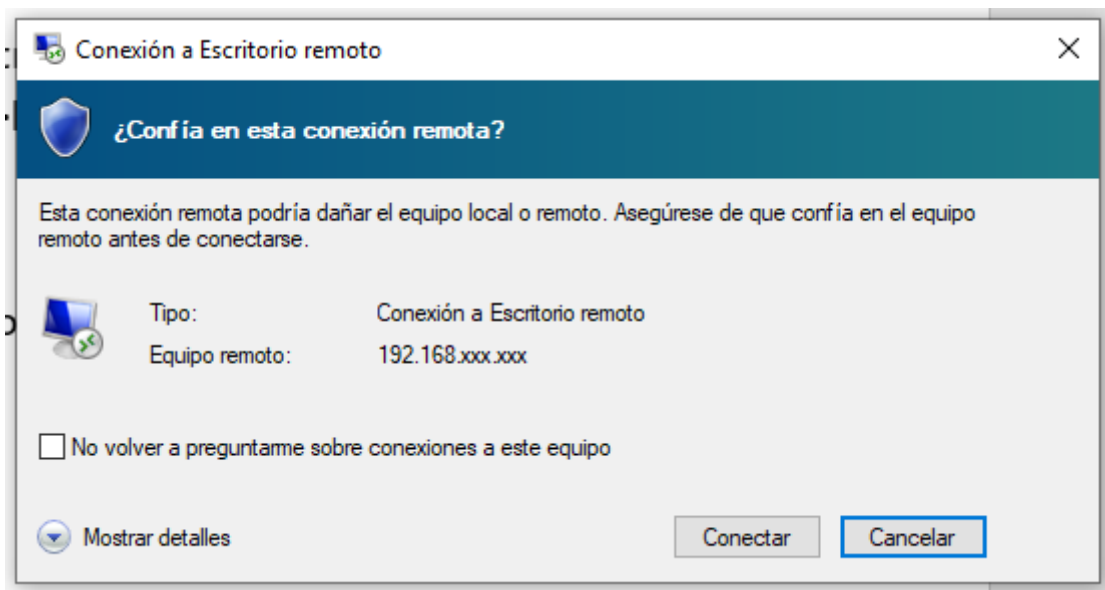 Conexión a Escritorio remoto
¿Confía en esta conexión remota?
Esta conexión remota podría dañar el equipo local o remoto. Asegúrese de que confía en el equipo
remoto antes de conectarse.
Tipo: Conexión a Escritorio remoto
Equipo remoto: 192.168.xxx.xxx
No volver a preguntarme sobre conexiones a este equipo
Mostrar detalles Conectar Cancelar